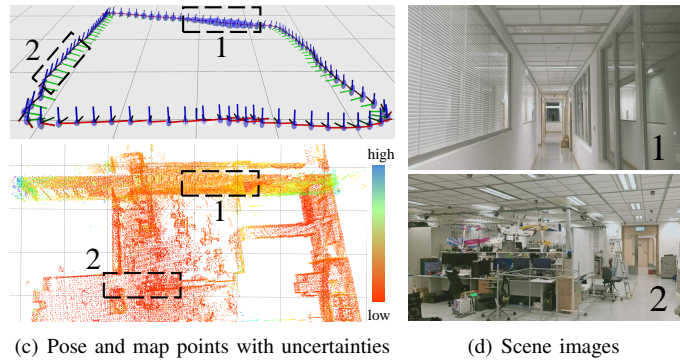 2
1
1
high
1
2
low
2
(c) Pose and map points with uncertainties
(d) Scene images